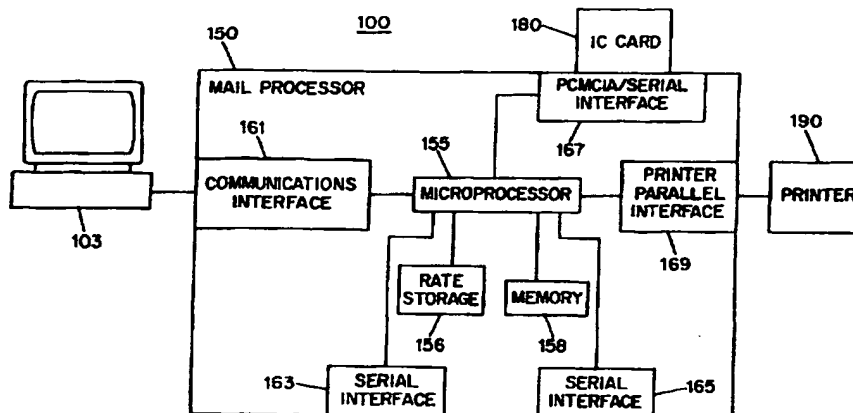 100
150
180
IC CARD
MAIL PROCESSOR
PCMCIA/SERIAL
INTERFACE
167
161
155
190
COMMUNICATIONS
INTERFACE
MICROPROCESSOR
PRINTER
PARALLEL
INTERFACE
PRINTER
103
169
RATE
STORAGE
MEMORY
156
158
163
SERIAL
INTERFACE
SERIAL
INTERFACE
165